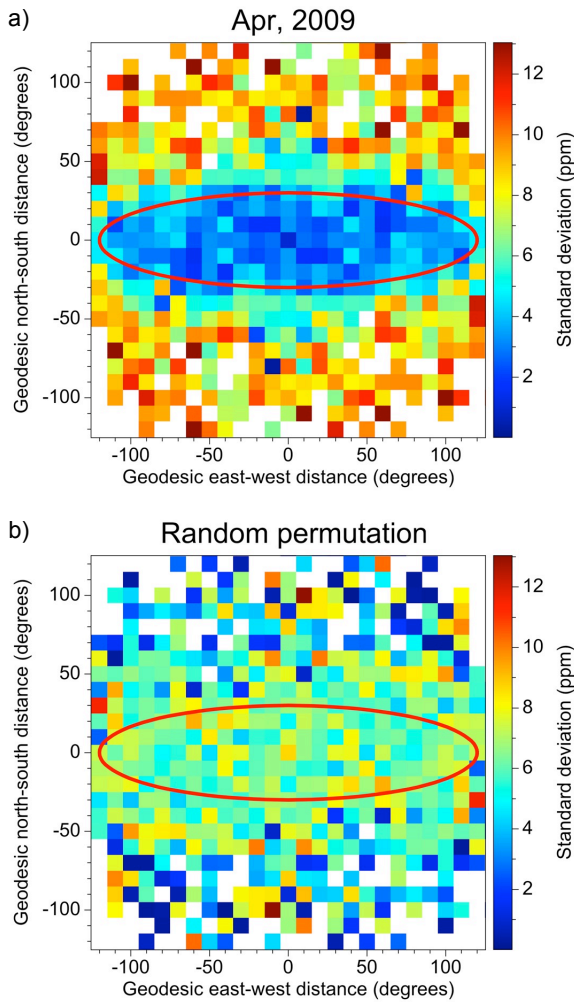 a)
Apr, 2009
Geodesic north-south distance (degrees)
100
50
0
-50
-100
-100 -50 0 50 100
Geodesic east-west distance (degrees)
12
10
8
6
4
2
Standard deviation (ppm)
b)
Random permutation
Geodesic north-south distance (degrees)
100
50
0
-50
-100
-100 -50 0 50 100
Geodesic east-west distance (degrees)
12
10
8
6
4
2
Standard deviation (ppm)